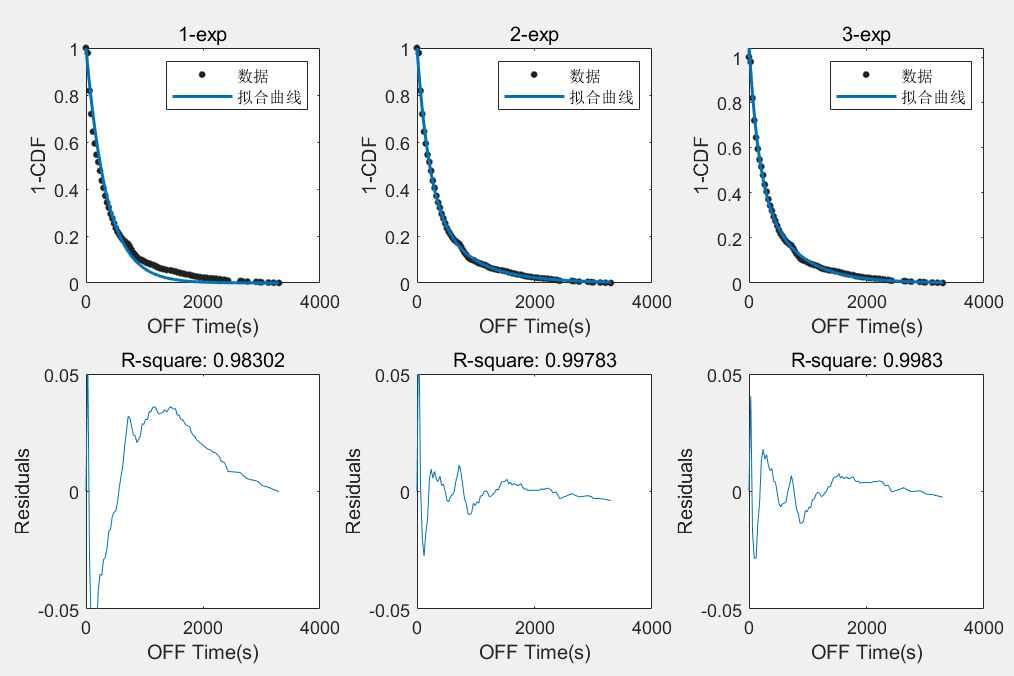 1-exp
1
0.8
0.6
0.4
0.2
0
1-CDF
数据
拟合曲线
0
2000
4000
OFF Time(s)
2-exp
1
0.8
0.6
0.4
0.2
0
1-CDF
数据
拟合曲线
0
2000
4000
OFF Time(s)
3-exp
1
0.8
0.6
0.4
0.2
0
1-CDF
数据
拟合曲线
0
2000
4000
OFF Time(s)
R-square: 0.98302
0.05
0
-0.05
Residuals
0
2000
4000
OFF Time(s)
R-square: 0.99783
0.05
0
-0.05
Residuals
0
2000
4000
OFF Time(s)
R-square: 0.9983
0.05
0
-0.05
Residuals
0
2000
4000
OFF Time(s)